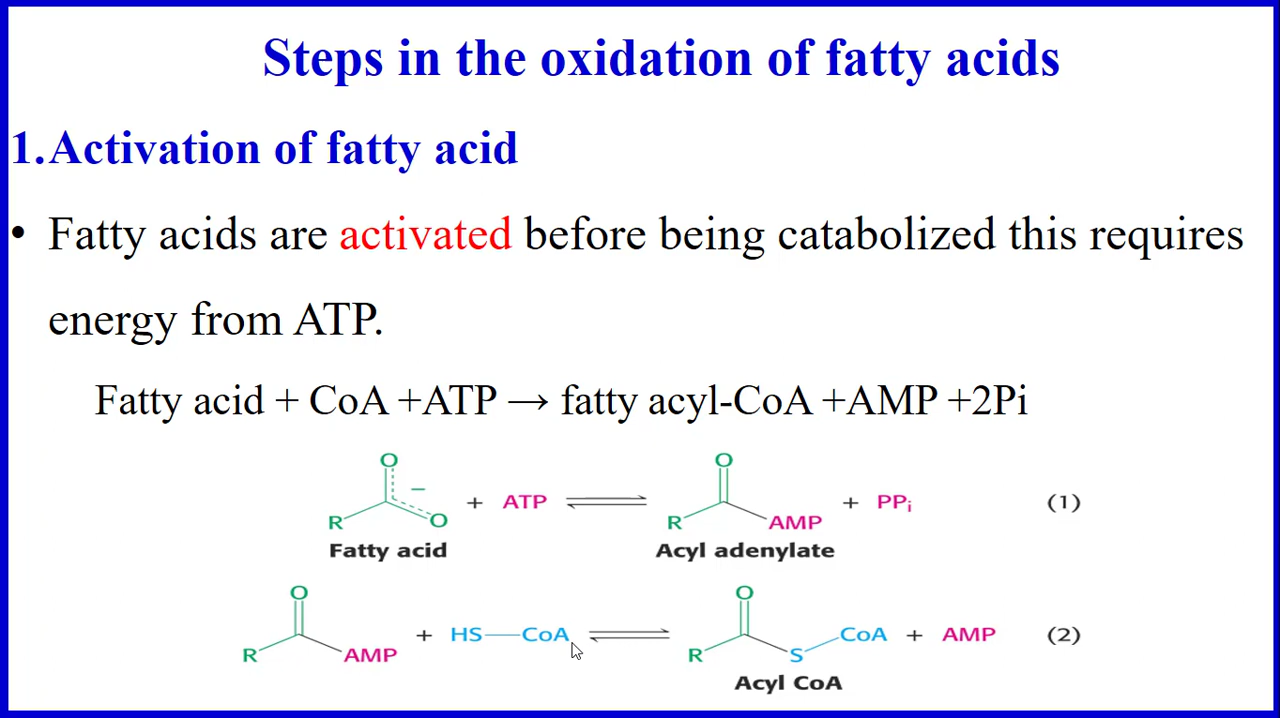 Steps in the oxidation of fatty acids
1. Activation of fatty acid
• Fatty acids are activated before being catabolized this requires
energy from ATP.
Fatty acid + CoA +ATP → fatty acyl-CoA +AMP +2Pi
O O
− + ATP ⇌ + PPi (1)
R O R AMP
Fatty acid Acyl adenylate
O O
+ HS—CoA ⇌ CoA + AMP (2)
R AMP R S
Acyl CoA